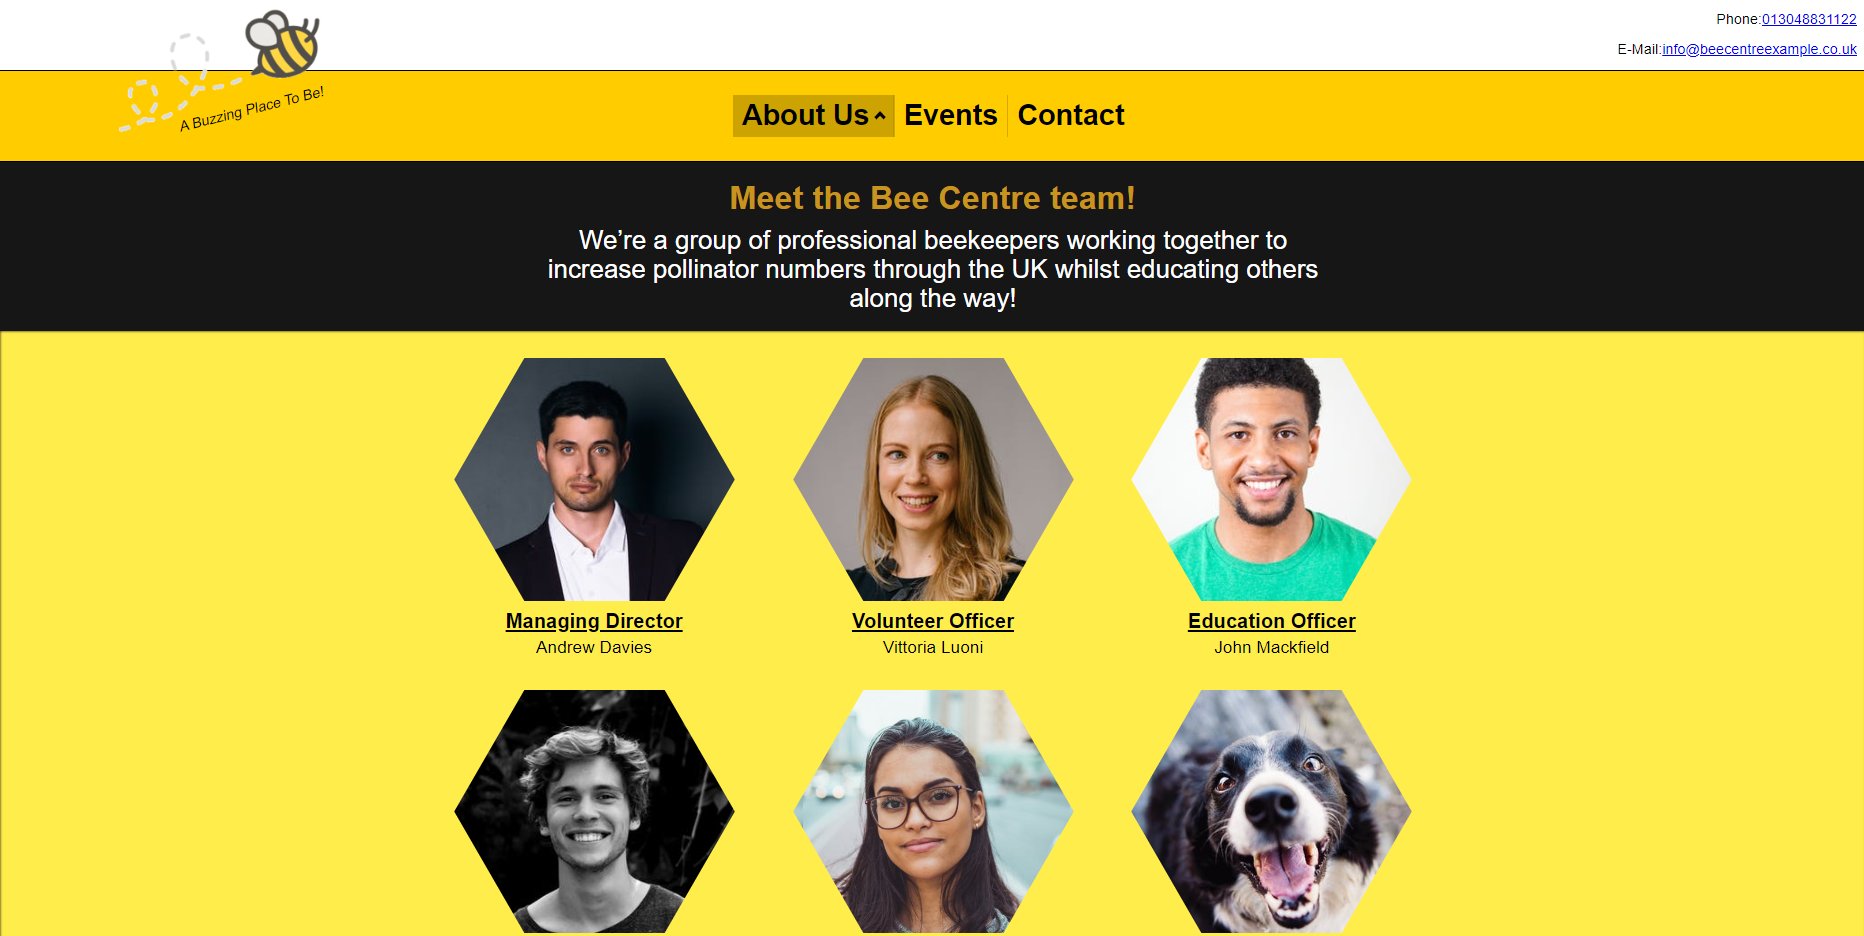 Phone:013048831122
E-Mail:info@beecentreexample.co.uk
A Buzzing Place To Be!
About Us Events Contact
Meet the Bee Centre team!
We’re a group of professional beekeepers working together to
increase pollinator numbers through the UK whilst educating others
along the way!
Managing Director Volunteer Officer Education Officer
Andrew Davies Vittoria Luoni John Mackfield